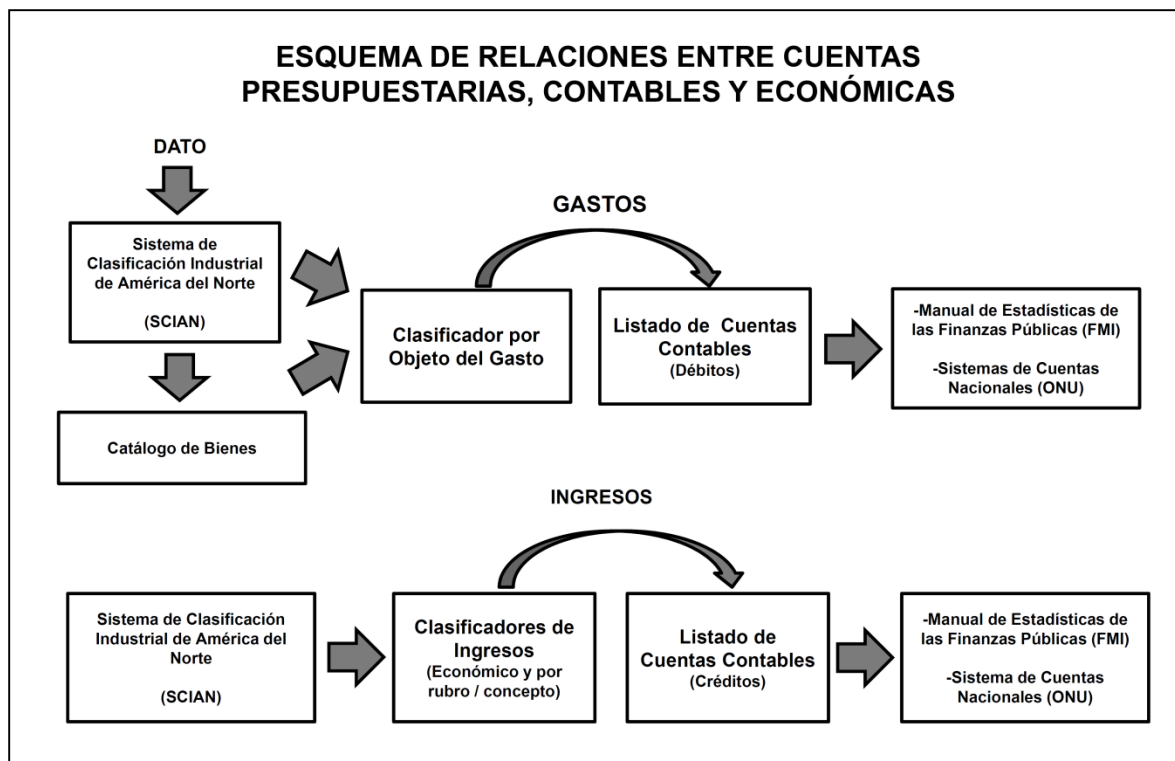 ESQUEMA DE RELACIONES ENTRE CUENTAS
PRESUPUESTARIAS, CONTABLES Y ECONÓMICAS
DATO
GASTOS
Sistema de
Clasificación Industrial
de América del Norte
(SCIAN)
Catálogo de Bienes
Clasificador por
Objeto del Gasto
Listado de Cuentas
Contables
(Débitos)
-Manual de Estadísticas de
las Finanzas Públicas (FMI)
-Sistemas de Cuentas
Nacionales (ONU)
INGRESOS
Sistema de Clasificación
Industrial de América del
Norte
(SCIAN)
Clasificadores de
Ingresos
(Económico y por
rubro / concepto)
Listado de
Cuentas Contables
(Créditos)
-Manual de Estadísticas de
las Finanzas Públicas (FMI)
-Sistema de Cuentas
Nacionales (ONU)